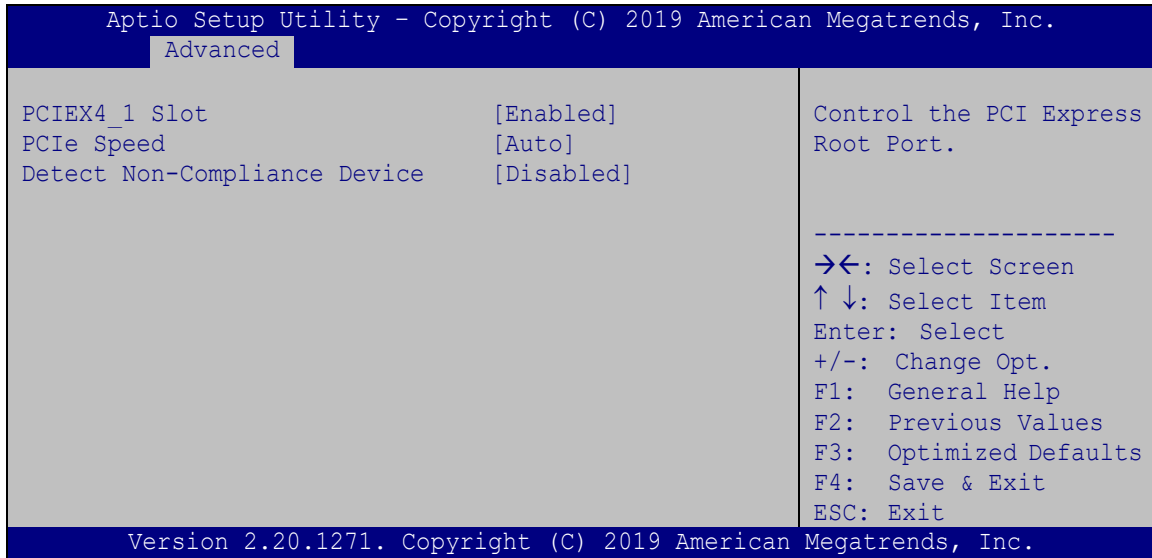 Aptio Setup Utility – Copyright (C) 2019 American Megatrends, Inc.
Advanced
PCIEX4_1 Slot [Enabled]
PCIe Speed [Auto]
Detect Non-Compliance Device [Disabled]
Control the PCI Express
Root Port.
---------------------
→←: Select Screen
↑ ↓: Select Item
Enter: Select
+/-: Change Opt.
F1: General Help
F2: Previous Values
F3: Optimized Defaults
F4: Save & Exit
ESC: Exit
Version 2.20.1271. Copyright (C) 2019 American Megatrends, Inc.